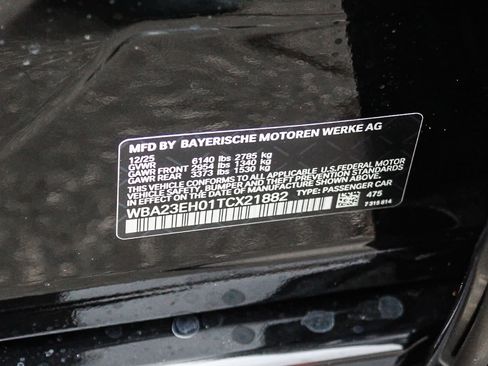 MFD BY BAYERISCHE MOTOREN WERKE AG
12/25 6140 lbs 2785 kg
GVWR
GAWR FRONT 2954 lbs 1340 kg
GAWR REAR 3373 lbs 1530 kg
THIS VEHICLE CONFORMS TO ALL APPLICABLE U.S. FEDERAL MOTOR
VEHICLE SAFETY, BUMPER, AND THEFT PREVENTION STANDARDS
IN EFFECT ON THE DATE OF MANUFACTURE SHOWN ABOVE.
WBA23EH01TCX21882 TYPE: PASSENGER CAR
475
7 315 814